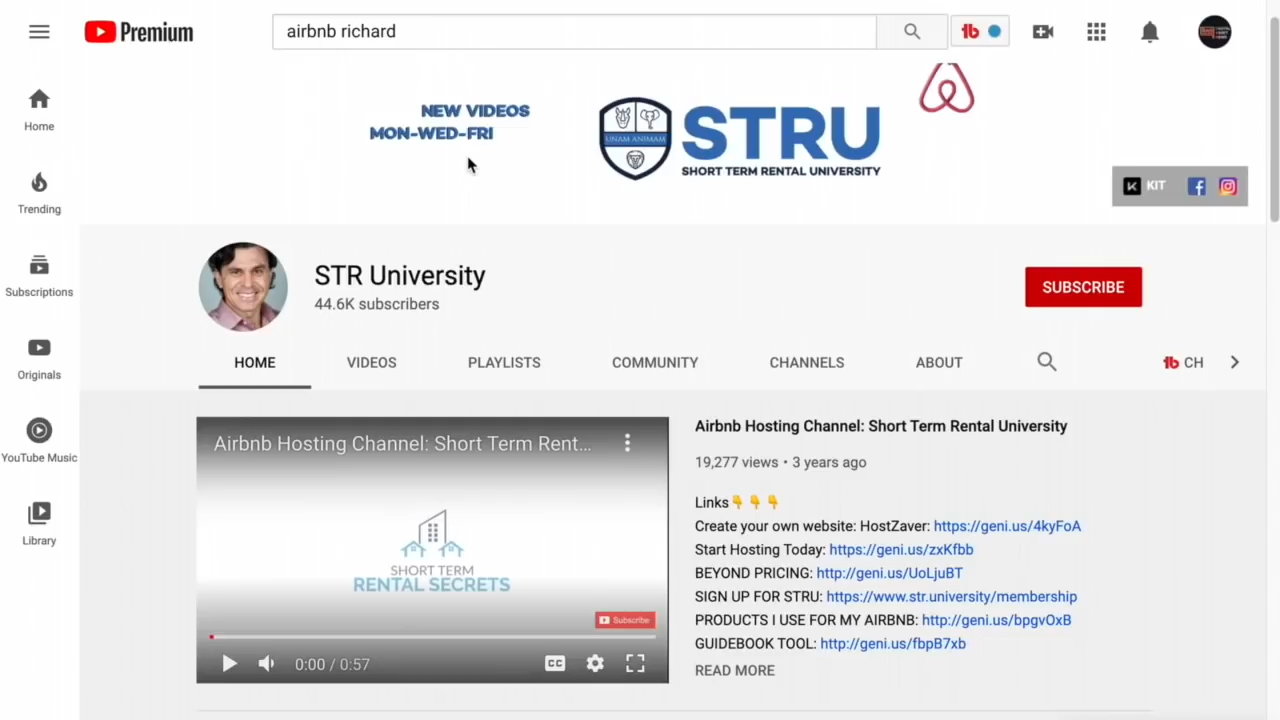 Premium
airbnb richard
Home
Trending
Subscriptions
Originals
YouTube Music
Library
NEW VIDEOS
MON-WED-FRI
UNAM ANIMAM
STRU
SHORT TERM RENTAL UNIVERSITY
K KIT
STR University
44.6K subscribers
SUBSCRIBE
HOME VIDEOS PLAYLISTS COMMUNITY CHANNELS ABOUT tb CH
Airbnb Hosting Channel: Short Term Rent...
SHORT TERM
RENTAL SECRETS
Subscribe
0:00 / 0:57
CC
Airbnb Hosting Channel: Short Term Rental University
19,277 views • 3 years ago
Links👇👇👇
Create your own website: HostZaver: https://geni.us/4kyFoA
Start Hosting Today: https://geni.us/zxKfbb
BEYOND PRICING: http://geni.us/UoLjuBT
SIGN UP FOR STRU: https://www.str.university/membership
PRODUCTS I USE FOR MY AIRBNB: http://geni.us/bpgvOxB
GUIDEBOOK TOOL: http://geni.us/fbpB7xb
READ MORE